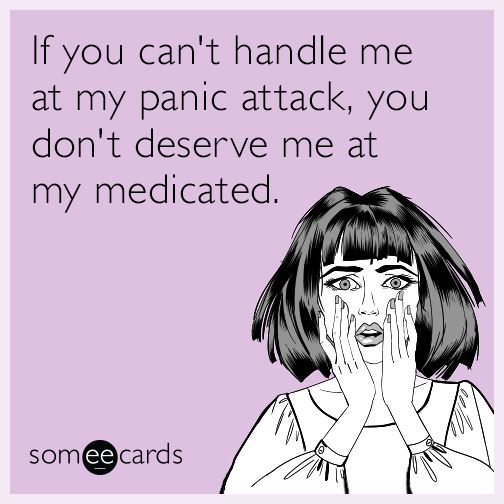 If you can't handle me
at my panic attack, you
don't deserve me at
my medicated.
someecards